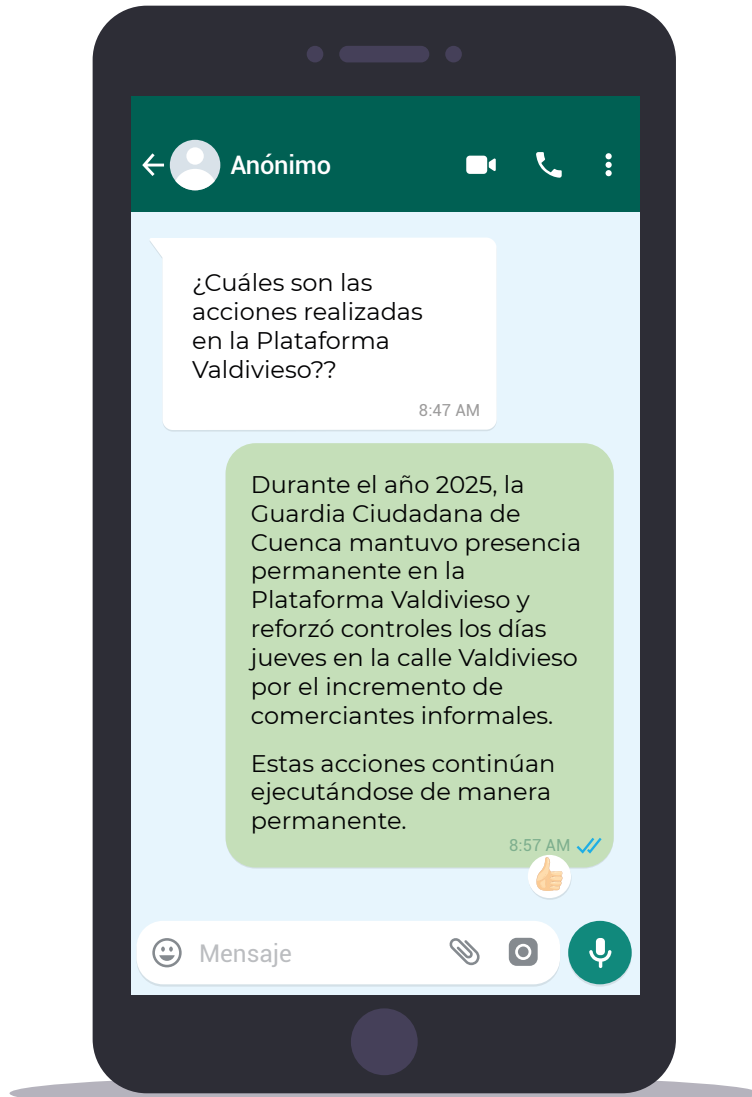 Anónimo
¿Cuáles son las
acciones realizadas
en la Plataforma
Valdivieso??
8:47 AM
Durante el año 2025, la
Guardia Ciudadana de
Cuenca mantuvo presencia
permanente en la
Plataforma Valdivieso y
reforzó controles los días
jueves en la calle Valdivieso
por el incremento de
comerciantes informales.
Estas acciones continúan
ejecutándose de manera
permanente.
8:57 AM
Mensaje